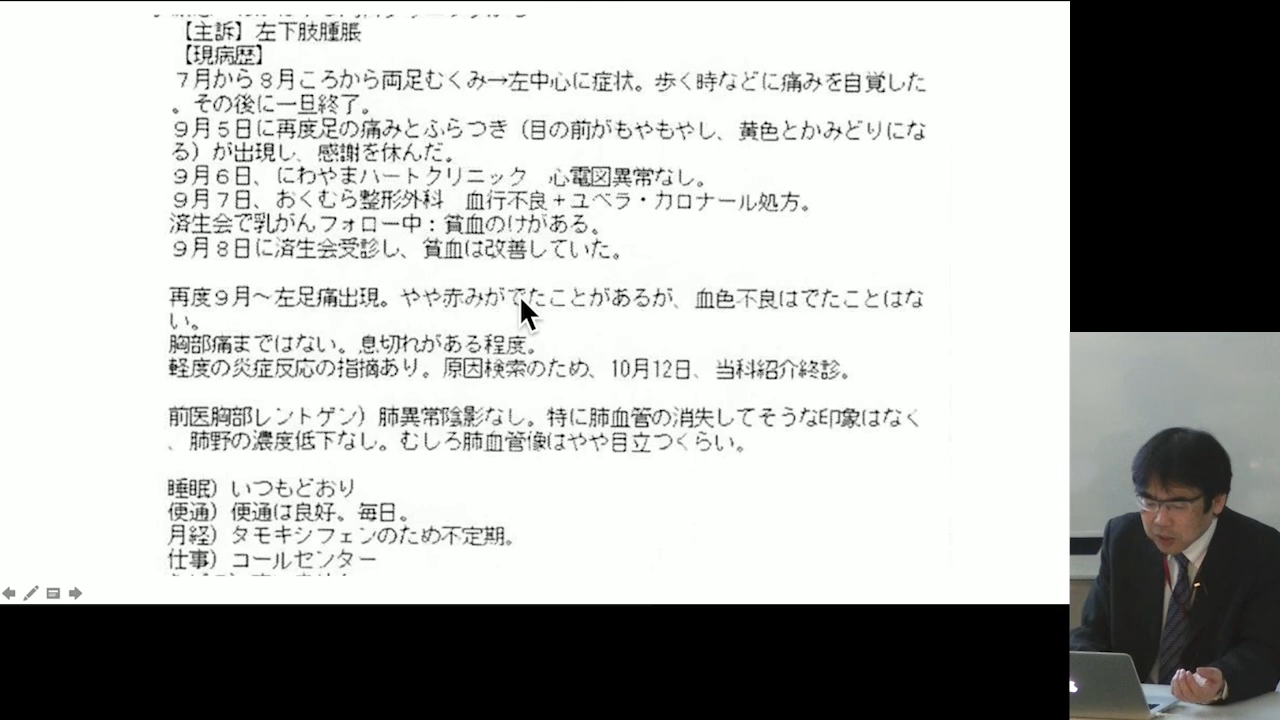 【主訴】左下肢腫脹
【現病歴】
７月から８月ころから両足むくみ→左中心に症状。歩く時などに痛みを自覚した
。その後に一旦終了。
９月５日に再度足の痛みとふらつき（目の前がもやもやし、黄色とかみどりにな
る）が出現し、感謝を休んだ。
９月６日、にわやまハートクリニック　心電図異常なし。
９月７日、おくむら整形外科　血行不良＋ユベラ・カロナール処方。
済生会で乳がんフォロー中：貧血のけがある。
９月８日に済生会受診し、貧血は改善していた。
再度９月～左足痛出現。やや赤みがでたことがあるが、血色不良はでたことはな
い。
胸部痛まではない。息切れがある程度。
軽度の炎症反応の指摘あり。原因検索のため、10月12日、当科紹介終診。
前医胸部レントゲン）肺異常陰影なし。特に肺血管の消失してそうな印象はなく
、肺野の濃度低下なし。むしろ肺血管像はやや目立つくらい。
睡眠）いつもどおり
便通）便通は良好。毎日。
月経）タモキシフェンのため不定期。
仕事）コールセンター